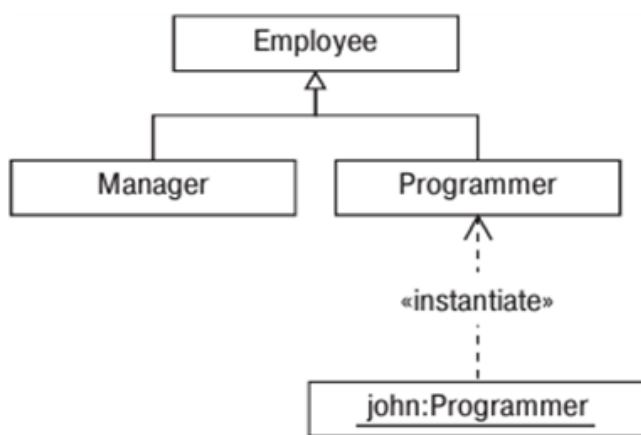 Employee
Manager
Programmer
«instantiate»
john:Programmer